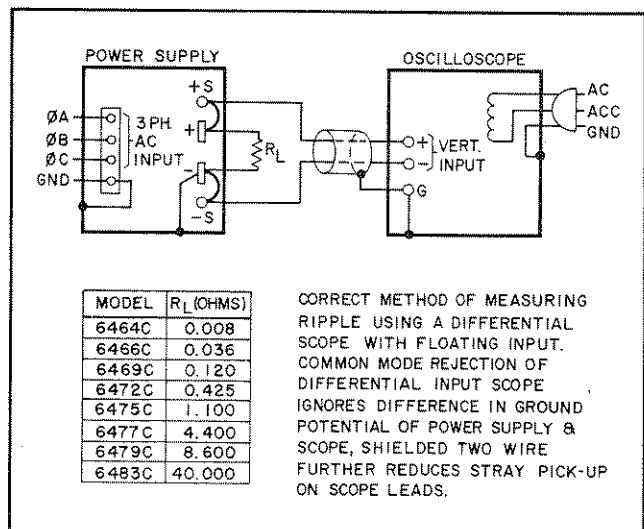 POWER SUPPLY
OSCILLOSCOPE
+S
ØA
ØB
ØC
GND
3 PH.
AC
INPUT
+
-
-S
RL
+
-
G
VERT.
INPUT
AC
ACC
GND
MODEL RL(OHMS)
6464C 0.008
6466C 0.036
6469C 0.120
6472C 0.425
6475C 1.100
6477C 4.400
6479C 8.600
6483C 40.000
CORRECT METHOD OF MEASURING
RIPPLE USING A DIFFERENTIAL
SCOPE WITH FLOATING INPUT.
COMMON MODE REJECTION OF
DIFFERENTIAL INPUT SCOPE
IGNORES DIFFERENCE IN GROUND
POTENTIAL OF POWER SUPPLY &
SCOPE, SHIELDED TWO WIRE
FURTHER REDUCES STRAY PICK-UP
ON SCOPE LEADS.